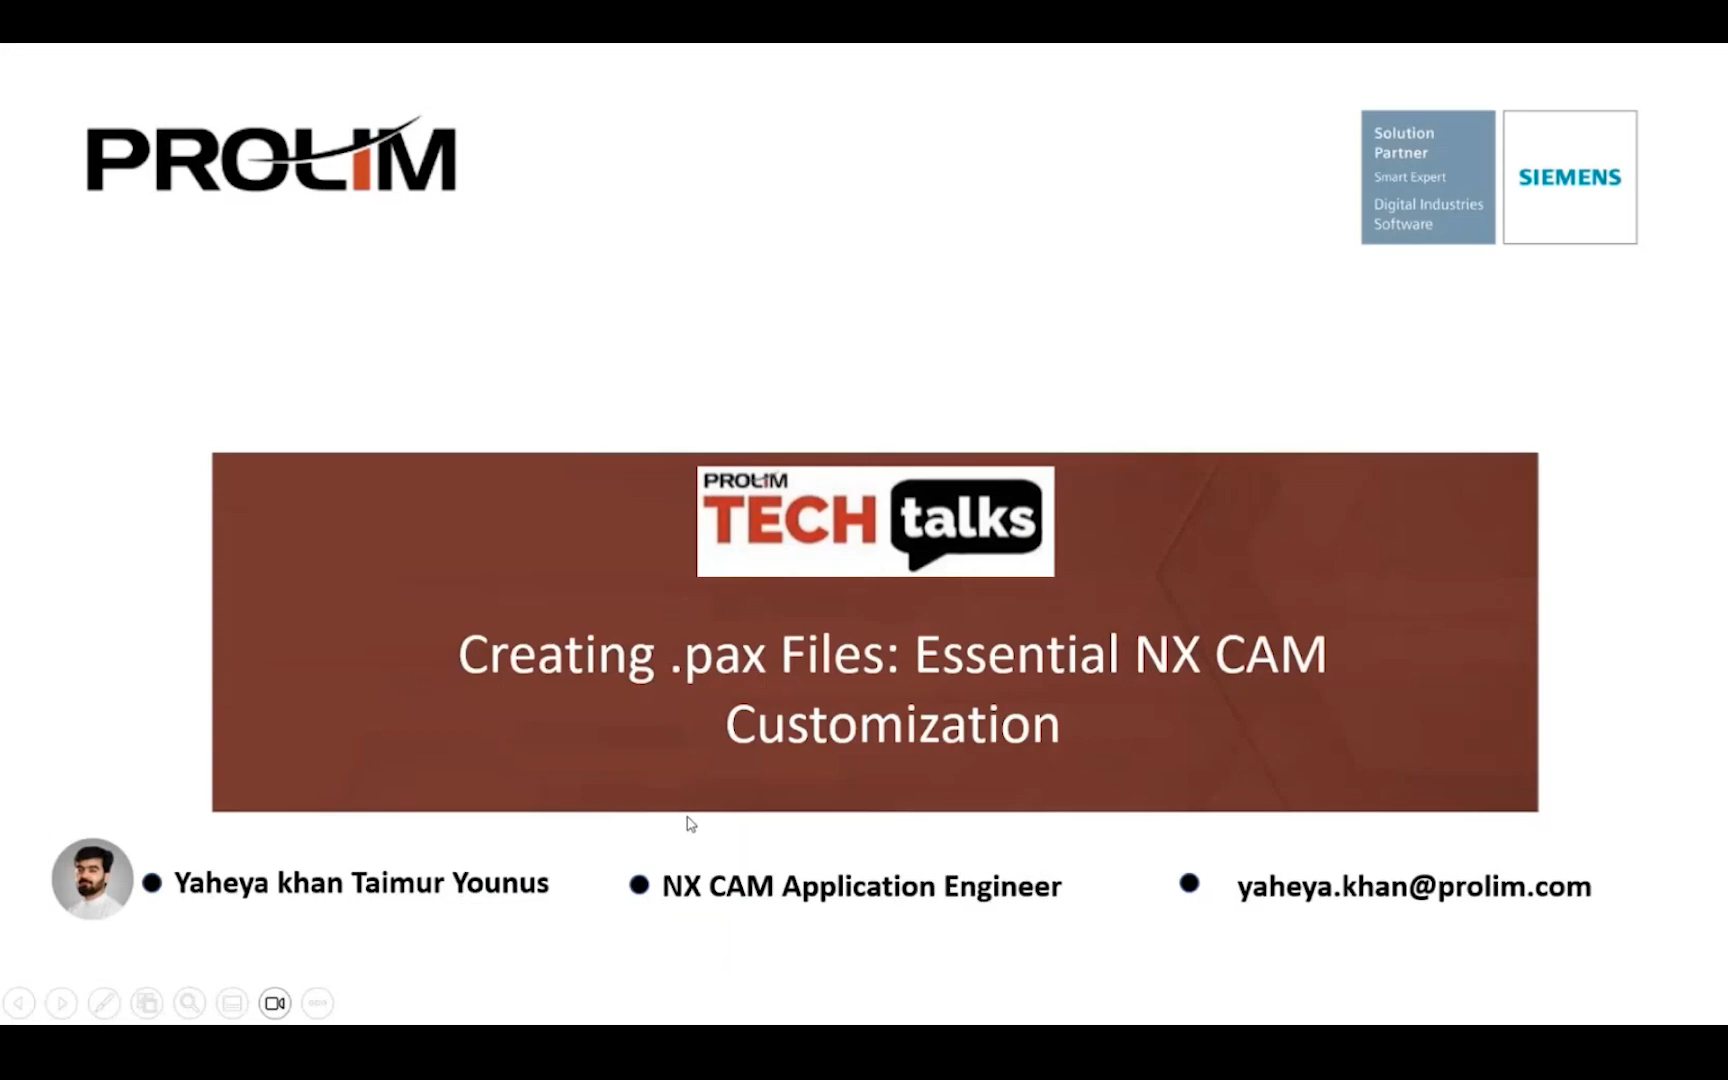 PROLIM
Solution
Partner
Smart Expert
Digital Industries
Software
SIEMENS
PROLIM
TECH talks
Creating .pax Files: Essential NX CAM
Customization
Yaheya khan Taimur Younus
NX CAM Application Engineer
yaheya.khan@prolim.com